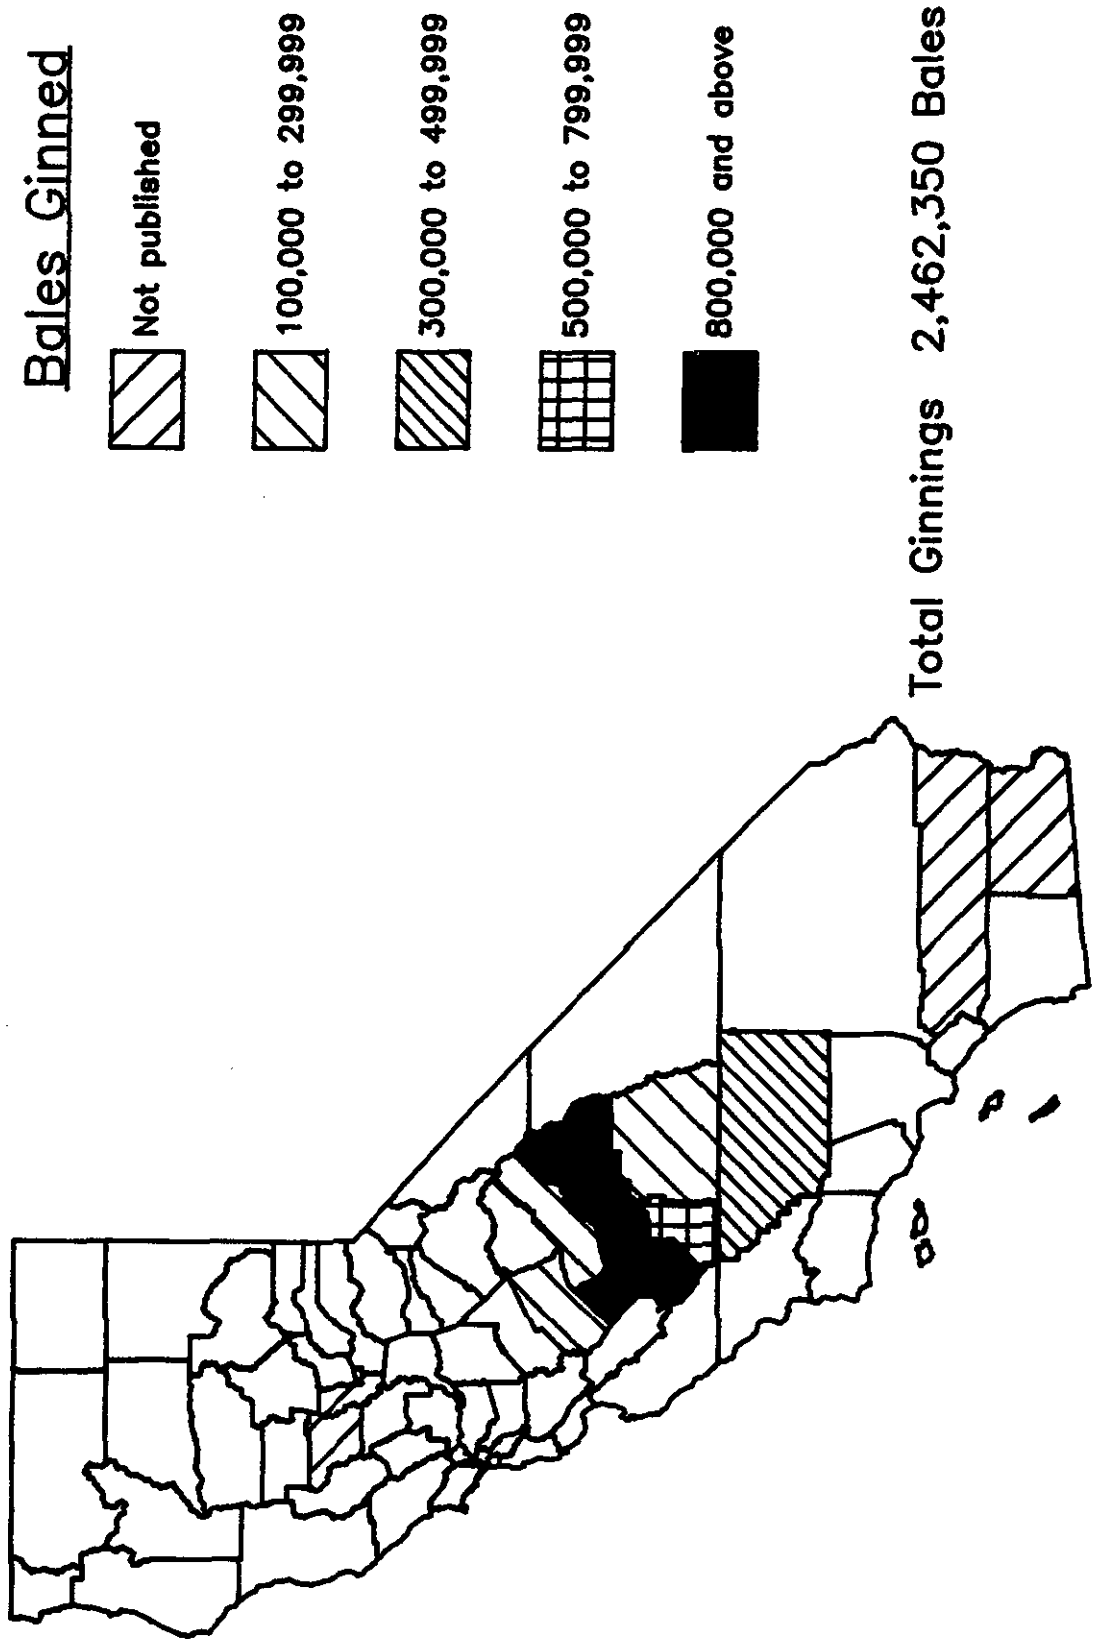 Bales Ginned
Not published
100,000 to 299,999
300,000 to 499,999
500,000 to 799,999
800,000 and above
Total Ginnings 2,462,350 Bales